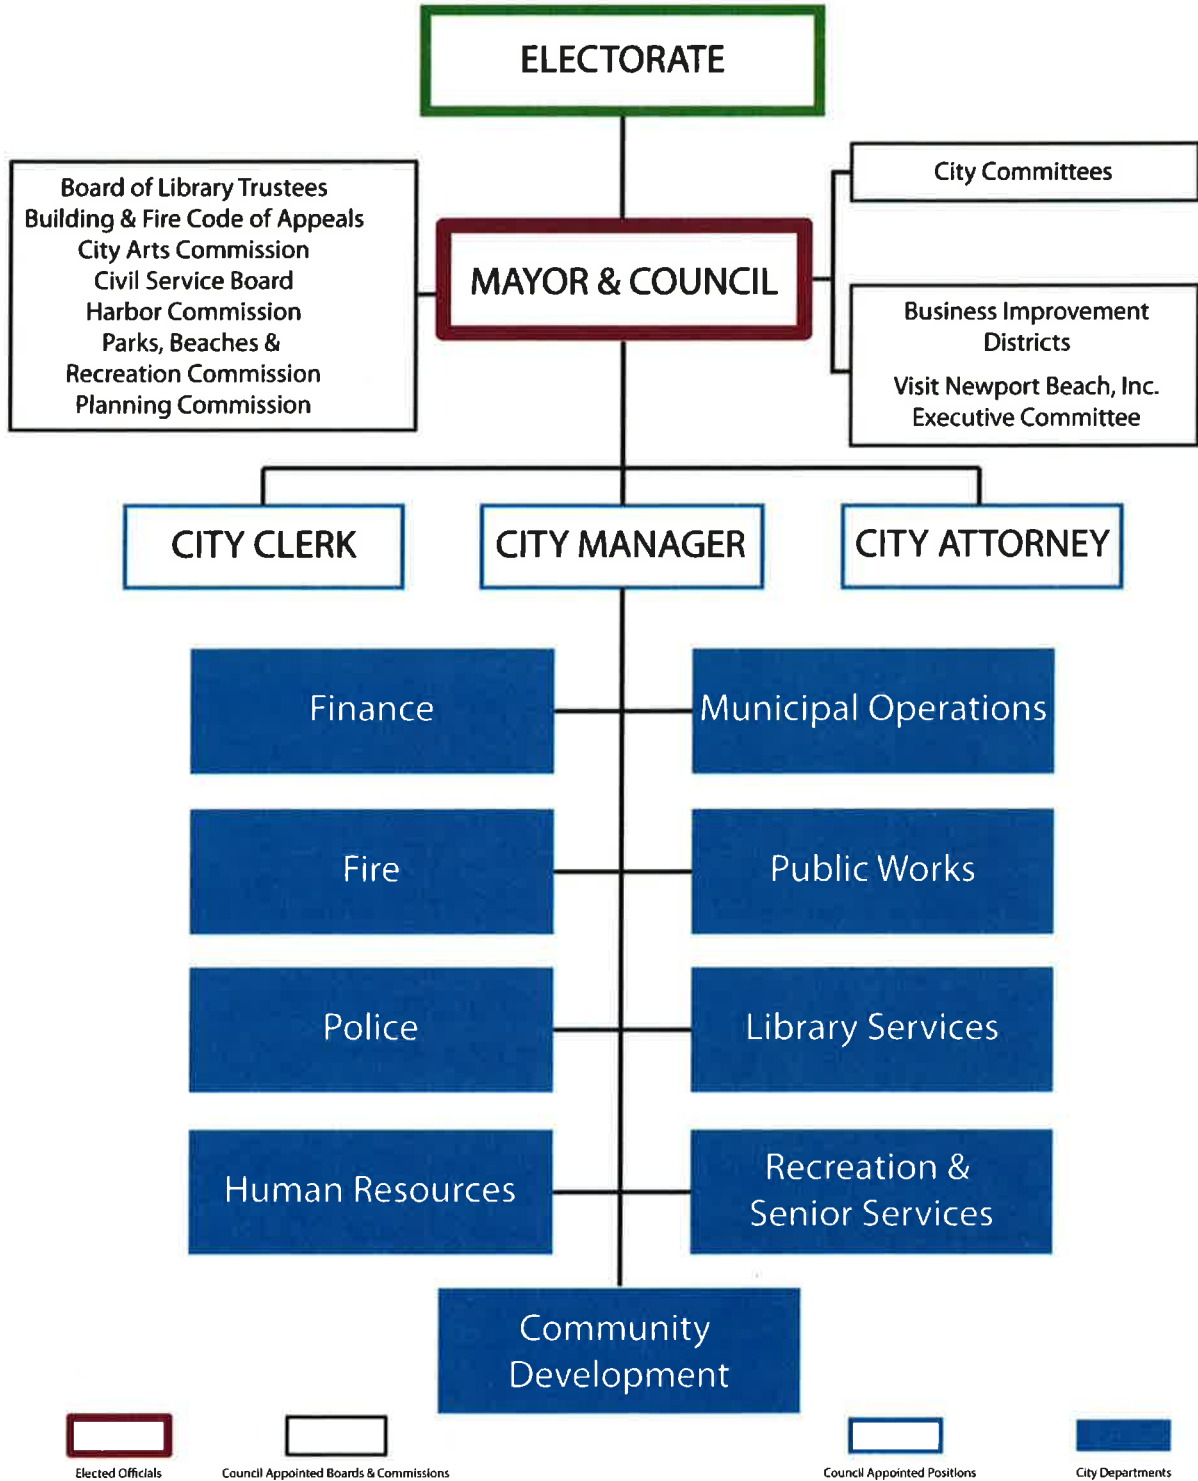 ELECTORATE
Board of Library Trustees
Building & Fire Code of Appeals
City Arts Commission
Civil Service Board
Harbor Commission
Parks, Beaches &
Recreation Commission
Planning Commission
MAYOR & COUNCIL
City Committees
Business Improvement
Districts
Visit Newport Beach, Inc.
Executive Committee
CITY CLERK
CITY MANAGER
CITY ATTORNEY
Finance
Municipal Operations
Fire
Public Works
Police
Library Services
Human Resources
Recreation &
Senior Services
Community
Development
Elected Officials
Council Appointed Boards & Commissions
Council Appointed Positions
City Departments